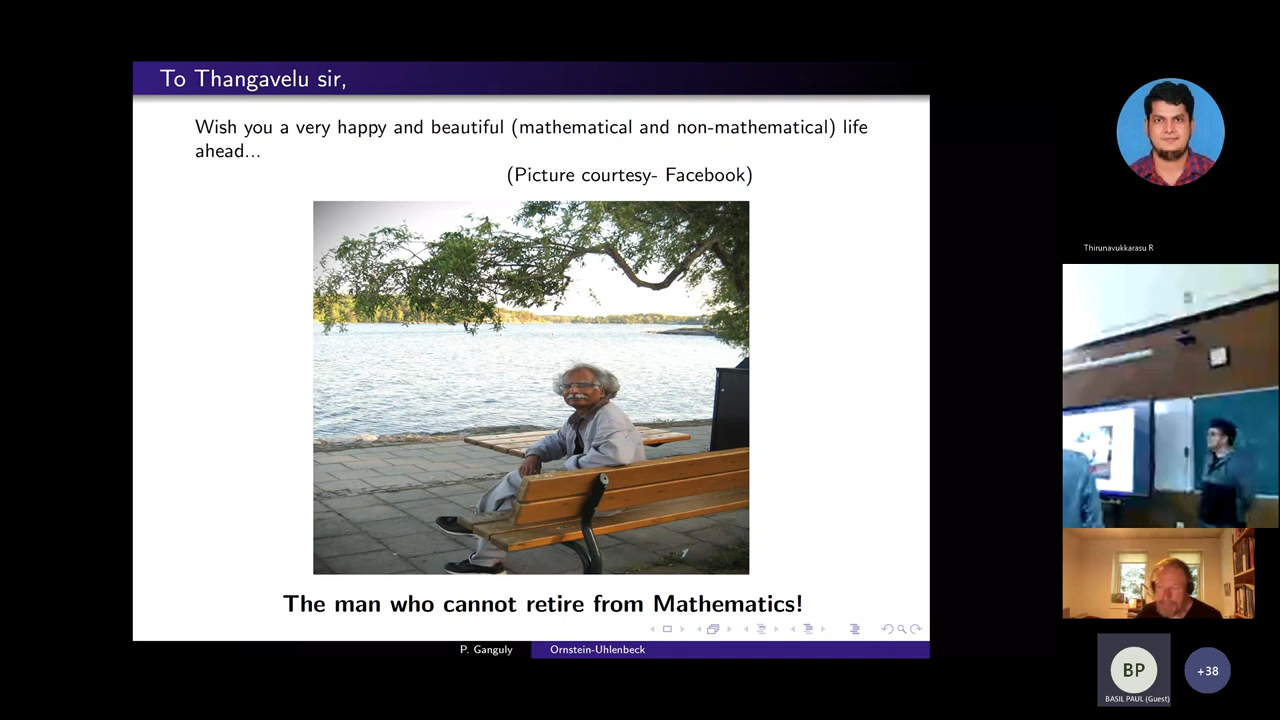 To Thangavelu sir,
Wish you a very happy and beautiful (mathematical and non-mathematical) life
ahead...
(Picture courtesy- Facebook)
The man who cannot retire from Mathematics!
P. Ganguly
Ornstein-Uhlenbeck
Thirunavukkarasu R
BP
BASIL PAUL (Guest)
+38